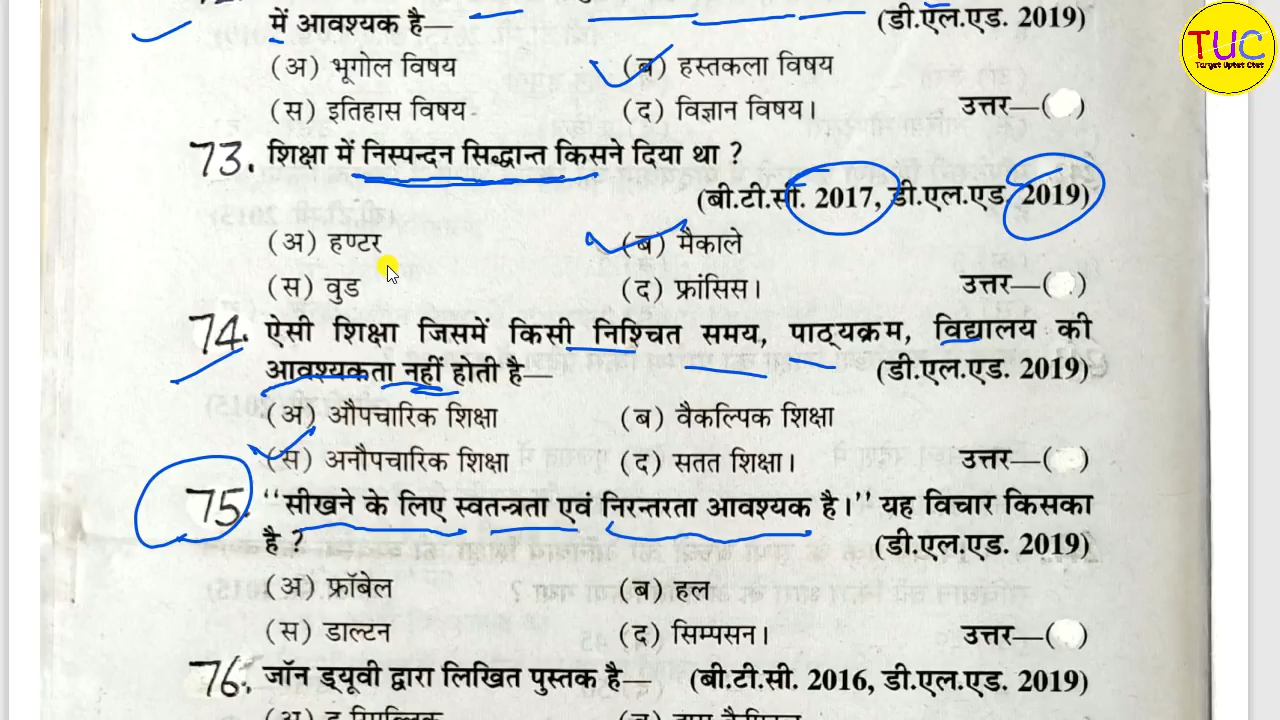 में आवश्यक है—
(डी.एल.एड. 2019)
TUC
Target Uptet Ctet
(अ) भूगोल विषय (ब) हस्तकला विषय
(स) इतिहास विषय (द) विज्ञान विषय। उत्तर—( )
73. शिक्षा में निस्पन्दन सिद्धान्त किसने दिया था ?
(बी.टी.सी. 2017, डी.एल.एड. 2019)
(अ) हण्टर (ब) मैकाले
(स) वुड (द) फ्रांसिस। उत्तर—( )
74. ऐसी शिक्षा जिसमें किसी निश्चित समय, पाठ्यक्रम, विद्यालय की
आवश्यकता नहीं होती है— (डी.एल.एड. 2019)
(अ) औपचारिक शिक्षा (ब) वैकल्पिक शिक्षा
(स) अनौपचारिक शिक्षा (द) सतत शिक्षा। उत्तर—( )
75. ‘‘सीखने के लिए स्वतन्त्रता एवं निरन्तरता आवश्यक है।’’ यह विचार किसका
है ? (डी.एल.एड. 2019)
(अ) फ्रॉबेल (ब) हल
(स) डाल्टन (द) सिम्पसन। उत्तर—( )
76. जॉन ड्यूवी द्वारा लिखित पुस्तक है— (बी.टी.सी. 2016, डी.एल.एड. 2019)